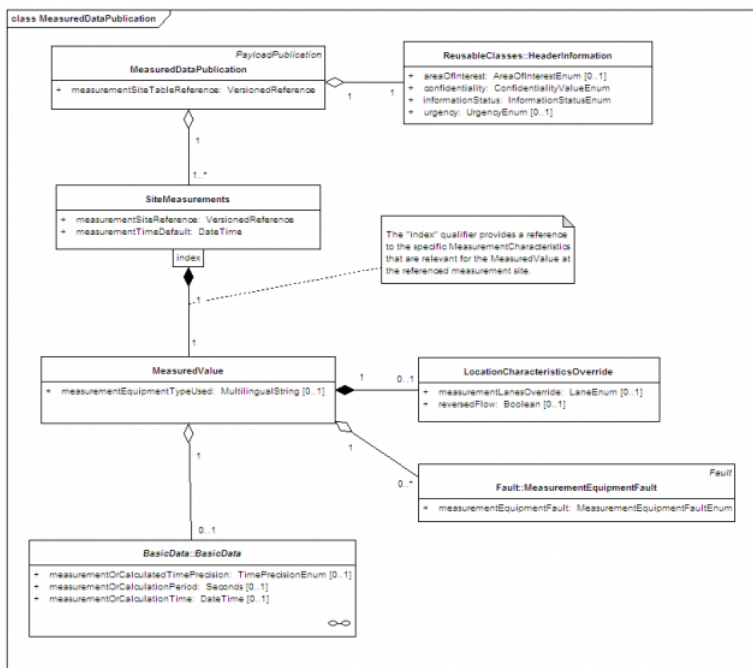 class MeasuredDataPublication
PayloadPublication
MeasuredDataPublication
+ measurementSiteTableReference: VersionedReference
ReusableClasses::HeaderInformation
+ areaOfInterest: AreaOfInterestEnum [0..1]
+ confidentiality: ConfidentialityValueEnum
+ informationStatus: InformationStatusEnum
+ urgency: UrgencyEnum [0..1]
1
1
1
1..*
SiteMeasurements
+ measurementSiteReference: VersionedReference
+ measurementTimeDefault: DateTime
index
The "index" qualifier provides a reference
to the specific MeasurementCharacteristics
that are relevant for the MeasuredValue at
the referenced measurement site.
1
1
MeasuredValue
+ measurementEquipmentTypeUsed: MultilingualString [0..1]
1
0..1
LocationCharacteristicsOverride
+ measurementLanesOverride: LaneEnum [0..1]
+ reversedFlow: Boolean [0..1]
1
1
0..*
Fault
Fault::MeasurementEquipmentFault
+ measurementEquipmentFault: MeasurementEquipmentFaultEnum
0..1
BasicData::BasicData
+ measurementOrCalculatedTimePrecision: TimePrecisionEnum [0..1]
+ measurementOrCalculationPeriod: Seconds [0..1]
+ measurementOrCalculationTime: DateTime [0..1]